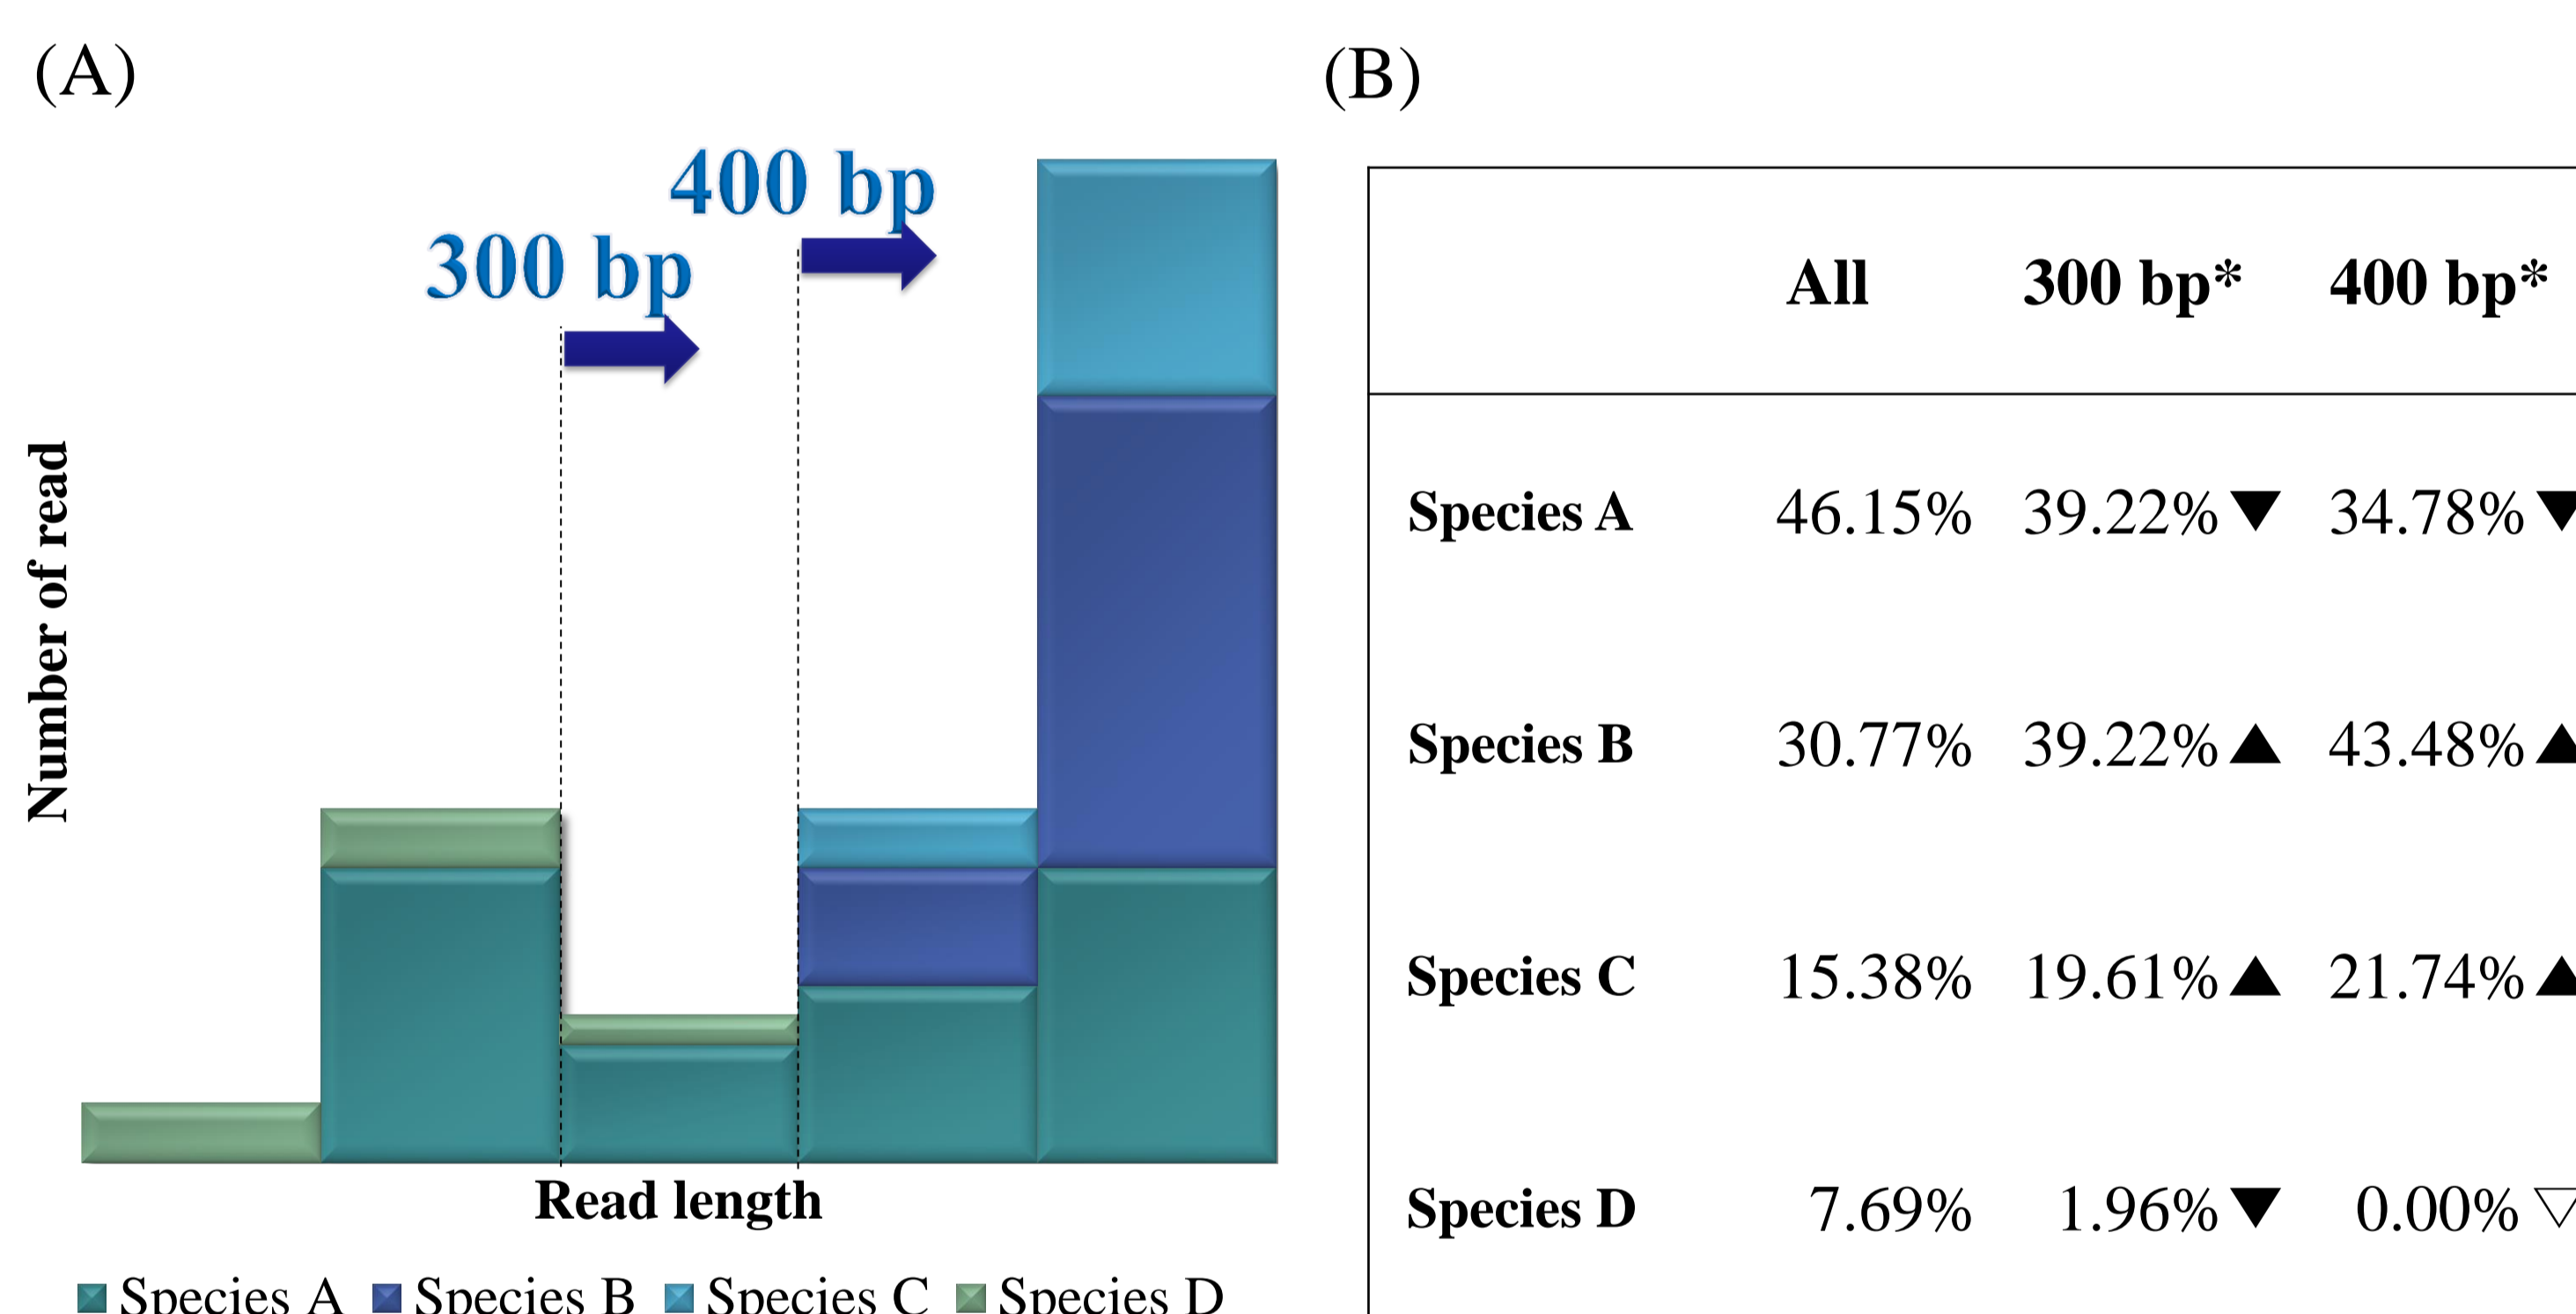 (A)
400 bp
300 bp
Number of read
Read length
Species A Species B Species C Species D
(B)
All 300 bp* 400 bp*
Species A 46.15% 39.22% ▼ 34.78% ▼
Species B 30.77% 39.22% ▲ 43.48% ▲
Species C 15.38% 19.61% ▲ 21.74% ▲
Species D 7.69% 1.96% ▼ 0.00% ▽